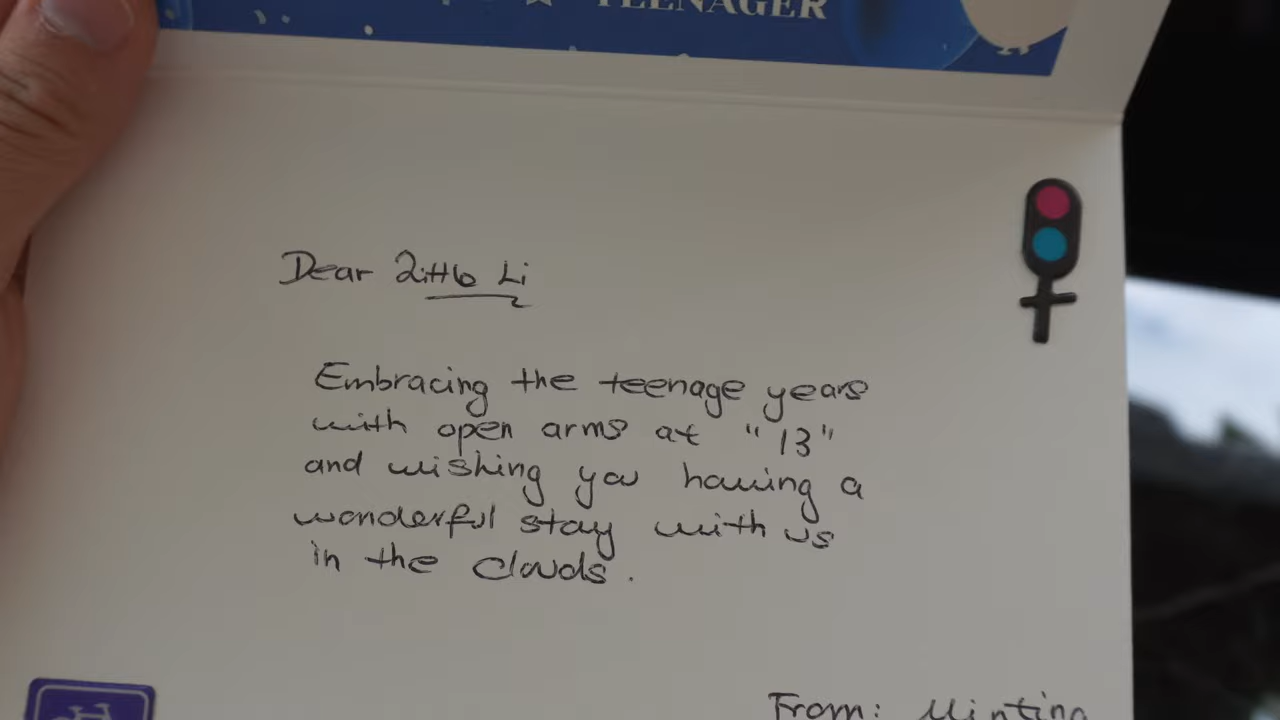 TEENAGER
Dear Little Li
Embracing the teenage years
with open arms at "13"
and wishing you having a
wonderful stay with us
in the clouds.
From: Minting